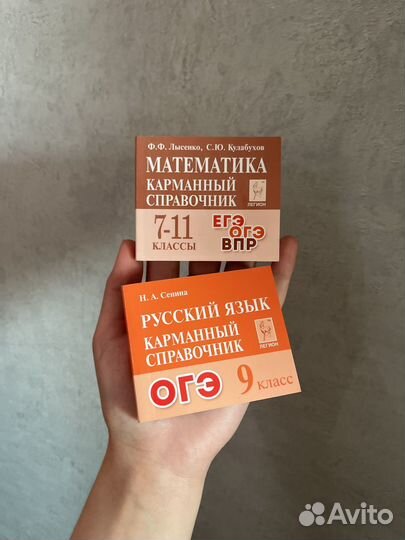 Ф.Ф. Лысенко, С.Ю. Кулабухов
МАТЕМАТИКА
КАРМАННЫЙ
СПРАВОЧНИК
ЛЕГИОН
7-11
КЛАССЫ
ЕГЭ
ОГЭ
ВПР
Н. А. Сенина
РУССКИЙ ЯЗЫК
КАРМАННЫЙ
СПРАВОЧНИК
ЛЕГИОН
ОГЭ
9 класс
Avito